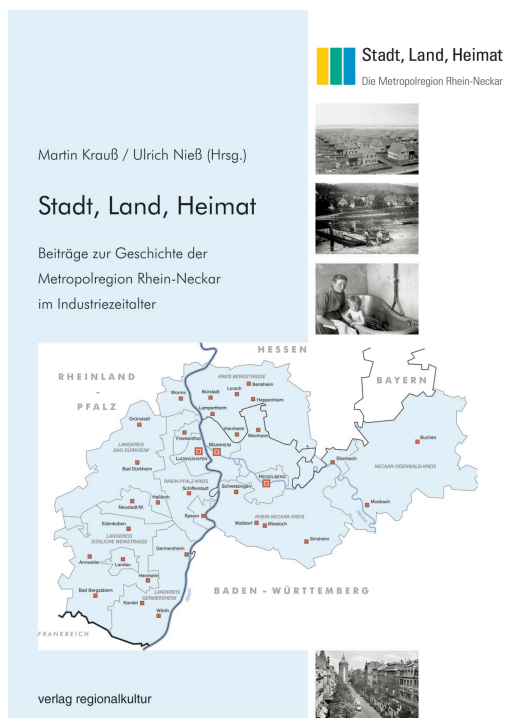 Stadt, Land, Heimat
Die Metropolregion Rhein-Neckar
Martin Krauß / Ulrich Nieß (Hrsg.)
Stadt, Land, Heimat
Beiträge zur Geschichte der
Metropolregion Rhein-Neckar
im Industriezeitalter
HESSEN
RHEINLAND
-
PFALZ
BAYERN
KREIS BERGSTRASSE
Bensheim
Worms
Bürstadt
Lorsch
Heppenheim
Lampertheim
Grünstadt
Viernheim
Weinheim
Frankenthal
MANNHEIM
Buchen
LANDKREIS
BAD DÜRKHEIM
LUDWIGSHAFEN
Eberbach
Bad Dürkheim
NECKAR-ODENWALD-KREIS
RHEIN-PFALZ-KREIS
Schifferstadt
HEIDELBERG
Schwetzingen
Haßloch
Neustadt/W.
Mosbach
Speyer
RHEIN-NECKAR-KREIS
Walldorf
Wiesloch
Edenkoben
LANDKREIS
SÜDLICHE WEINSTRASSE
Sinsheim
Germersheim
Annweiler
Landau
Herxheim
Bad Bergzabern
LANDKREIS
GERMERSHEIM
Kandel
Wörth
BADEN - WÜRTTEMBERG
FRANKREICH
verlag regionalkultur